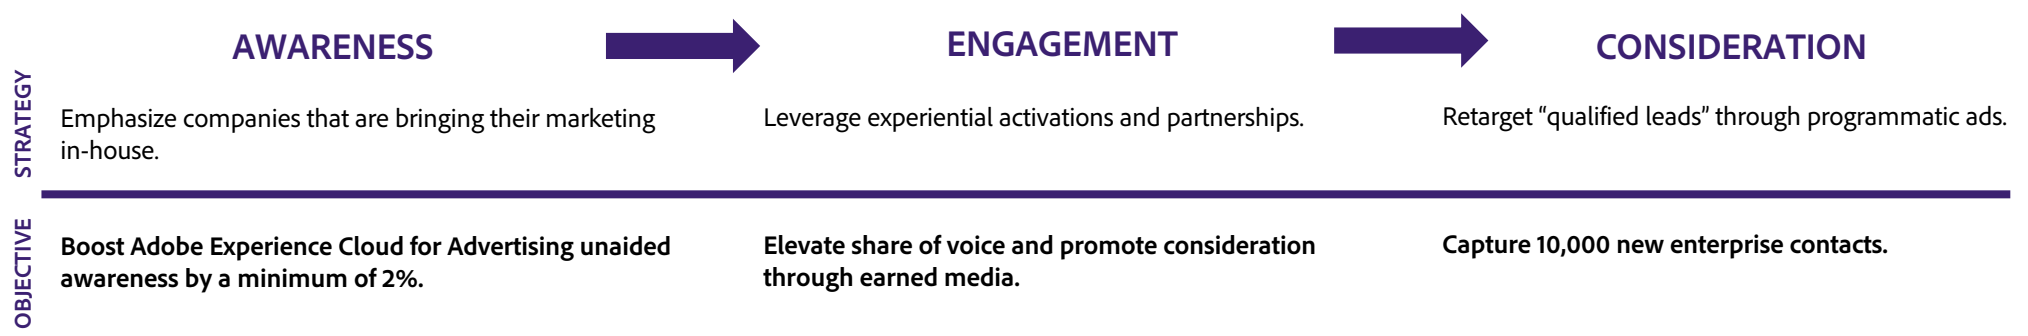 AWARENESS
ENGAGEMENT
CONSIDERATION
STRATEGY
Emphasize companies that are bringing their marketing
in-house.
Leverage experiential activations and partnerships.
Retarget “qualified leads” through programmatic ads.
OBJECTIVE
Boost Adobe Experience Cloud for Advertising unaided
awareness by a minimum of 2%.
Elevate share of voice and promote consideration
through earned media.
Capture 10,000 new enterprise contacts.